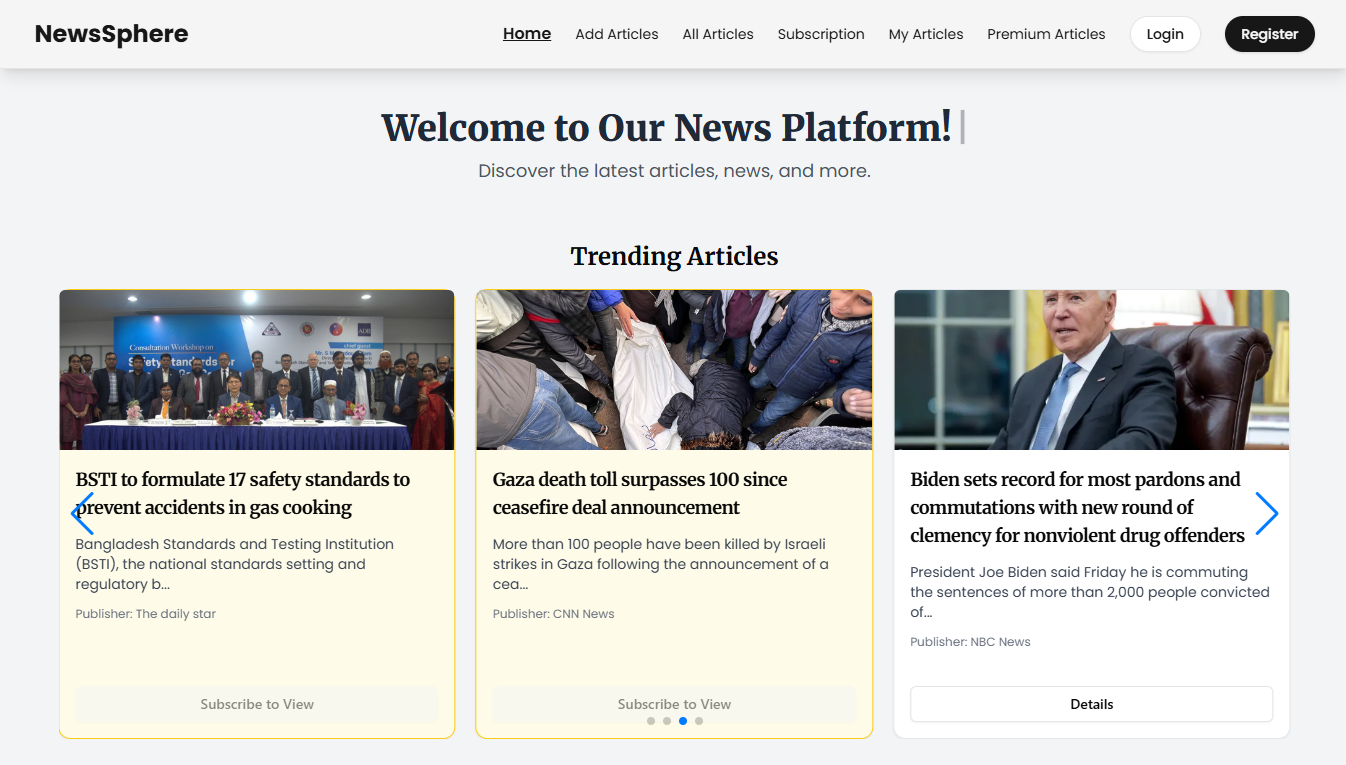 NewsSphere
Home
Add Articles
All Articles
Subscription
My Articles
Premium Articles
Login
Register
Welcome to Our News Platform!
Discover the latest articles, news, and more.
Trending Articles
Consultation Workshop on
Safety Standards for
chief guest
ADB
BSTI to formulate 17 safety standards to
prevent accidents in gas cooking
Bangladesh Standards and Testing Institution
(BSTI), the national standards setting and
regulatory b...
Publisher: The daily star
Subscribe to View
Gaza death toll surpasses 100 since
ceasefire deal announcement
More than 100 people have been killed by Israeli
strikes in Gaza following the announcement of a
cea...
Publisher: CNN News
Subscribe to View
Biden sets record for most pardons and
commutations with new round of
clemency for nonviolent drug offenders
President Joe Biden said Friday he is commuting
the sentences of more than 2,000 people convicted
of...
Publisher: NBC News
Details